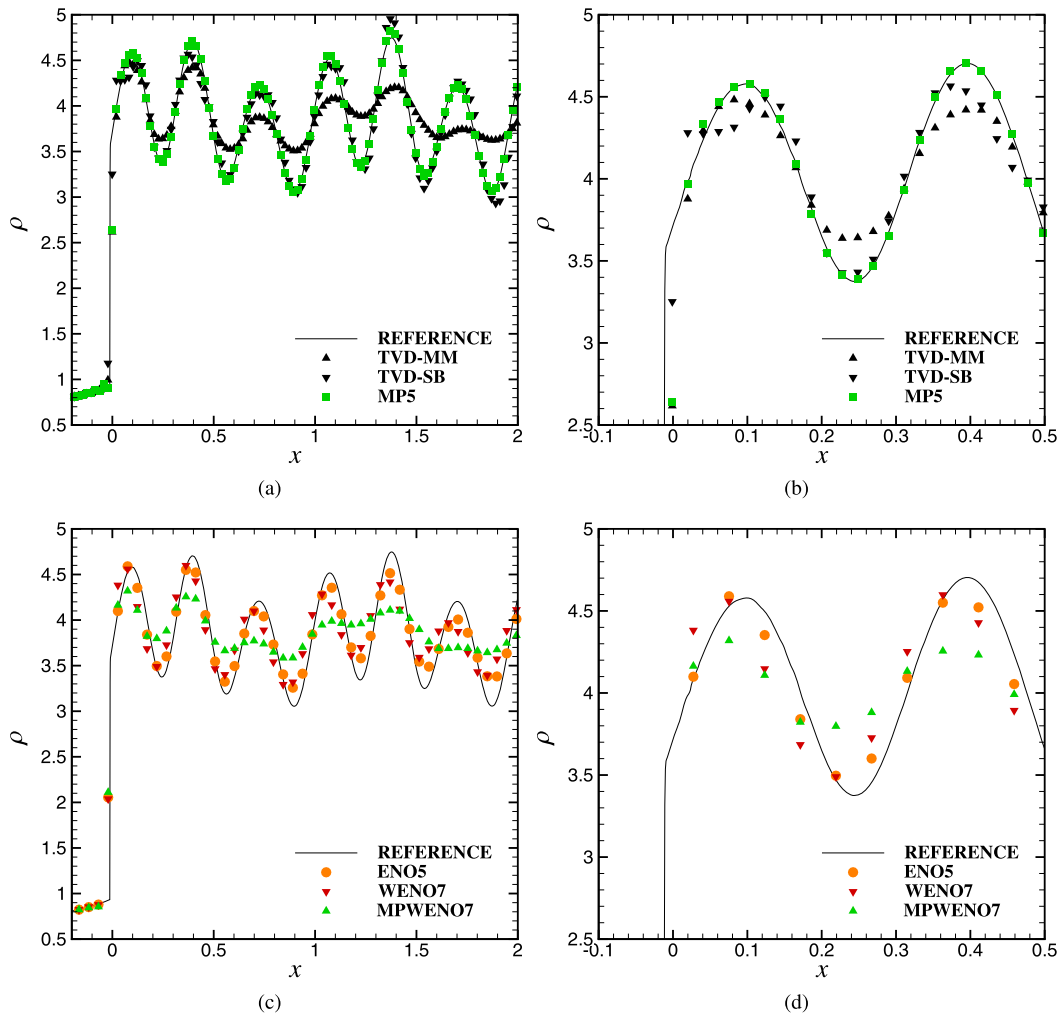 5
4.5
4
3.5
3
2.5
2
1.5
1
0.5
ρ
0 0.5 1 1.5 2
x
REFERENCE
TVD-MM
TVD-SB
MP5
(a)
5
4.5
4
3.5
3
2.5
ρ
-0.1 0 0.1 0.2 0.3 0.4 0.5
x
REFERENCE
TVD-MM
TVD-SB
MP5
(b)
5
4.5
4
3.5
3
2.5
2
1.5
1
0.5
ρ
0 0.5 1 1.5 2
x
REFERENCE
ENO5
WENO7
MPWENO7
(c)
5
4.5
4
3.5
3
2.5
ρ
-0.1 0 0.1 0.2 0.3 0.4 0.5
x
REFERENCE
ENO5
WENO7
MPWENO7
(d)